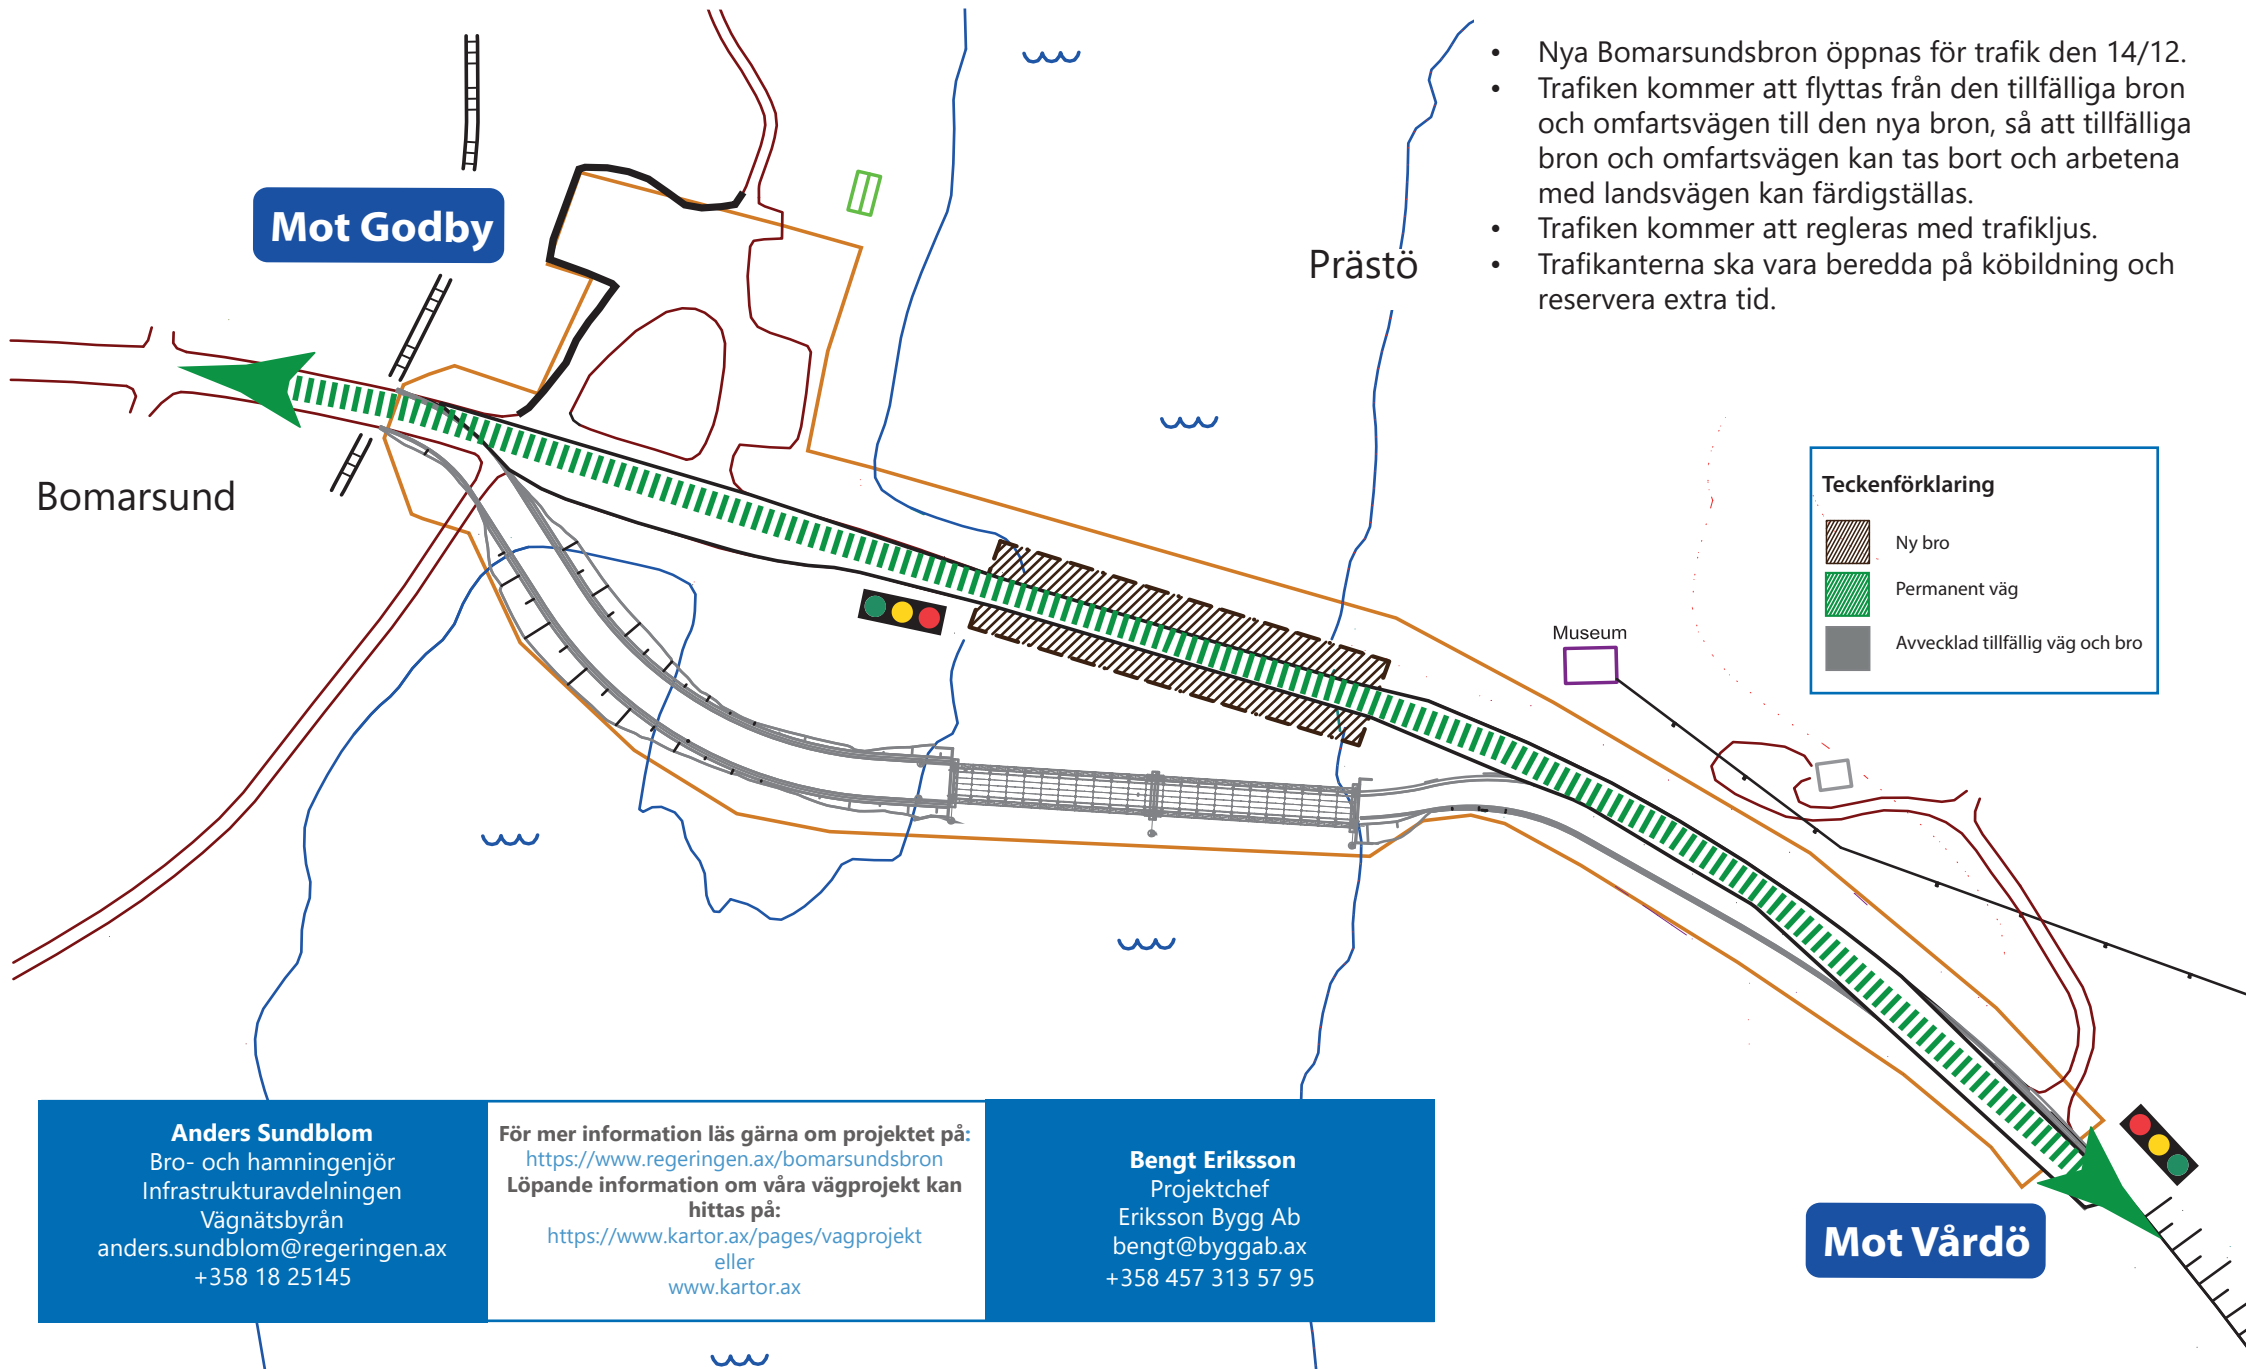 • Nya Bomarsundsbron öppnas för trafik den 14/12.
• Trafiken kommer att flyttas från den tillfälliga bron
och omfartsvägen till den nya bron, så att tillfälliga
bron och omfartsvägen kan tas bort och arbetena
med landsvägen kan färdigställas.
• Trafiken kommer att regleras med trafikljus.
• Trafikanterna ska vara beredda på köbildning och
reservera extra tid.
Mot Godby
Prästö
Bomarsund
Teckenförklaring
Ny bro
Permanent väg
Avvecklad tillfällig väg och bro
Museum
Mot Vårdö
Anders Sundblom
Bro- och hamningenjör
Infrastrukturavdelningen
Vägnätsbyrån
anders.sundblom@regeringen.ax
+358 18 25145
För mer information läs gärna om projektet på:
https://www.regeringen.ax/bomarsundsbron
Löpande information om våra vägprojekt kan
hittas på:
https://www.kartor.ax/pages/vagprojekt
eller
www.kartor.ax
Bengt Eriksson
Projektchef
Eriksson Bygg Ab
bengt@byggab.ax
+358 457 313 57 95